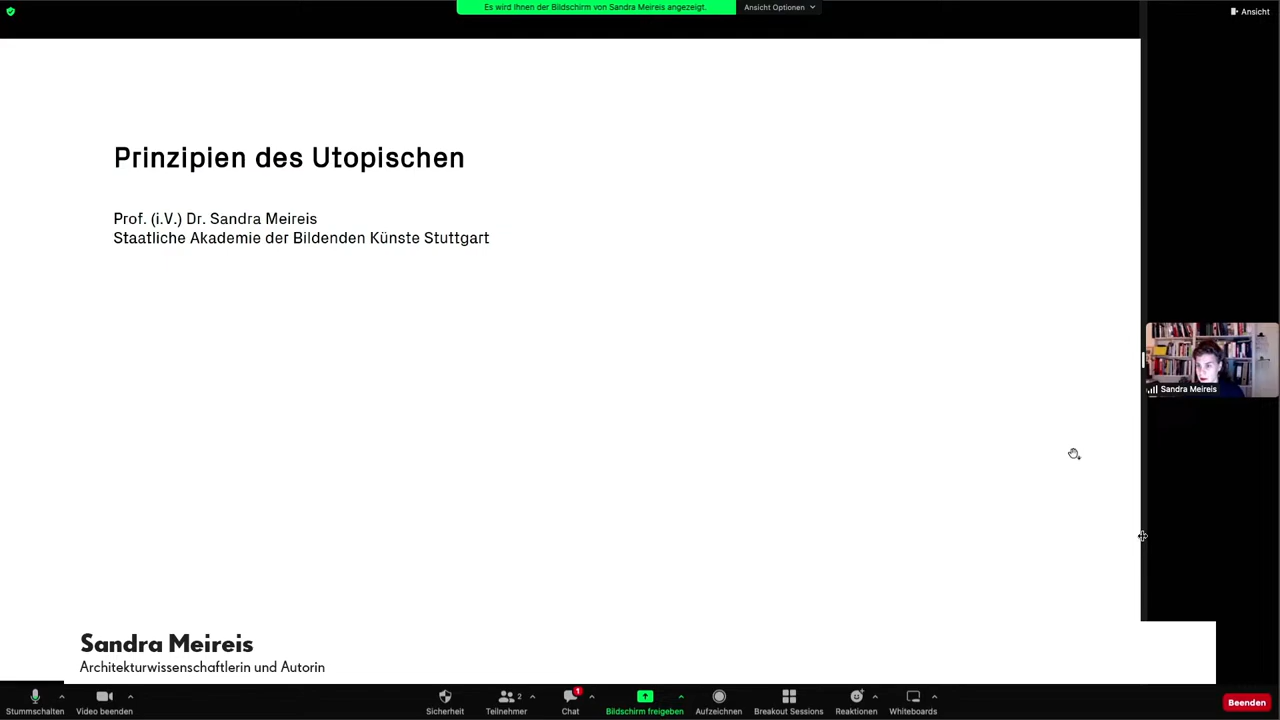 Es wird Ihnen der Bildschirm von Sandra Meireis angezeigt.
Ansicht Optionen
Ansicht
Prinzipien des Utopischen
Prof. (i.V.) Dr. Sandra Meireis
Staatliche Akademie der Bildenden Künste Stuttgart
Sandra Meireis
Sandra Meireis
Architekturwissenschaftlerin und Autorin
2
1
Stummschalten
Video beenden
Sicherheit
Teilnehmer
Chat
Bildschirm freigeben
Aufzeichnen
Breakout Sessions
Reaktionen
Whiteboards
Beenden